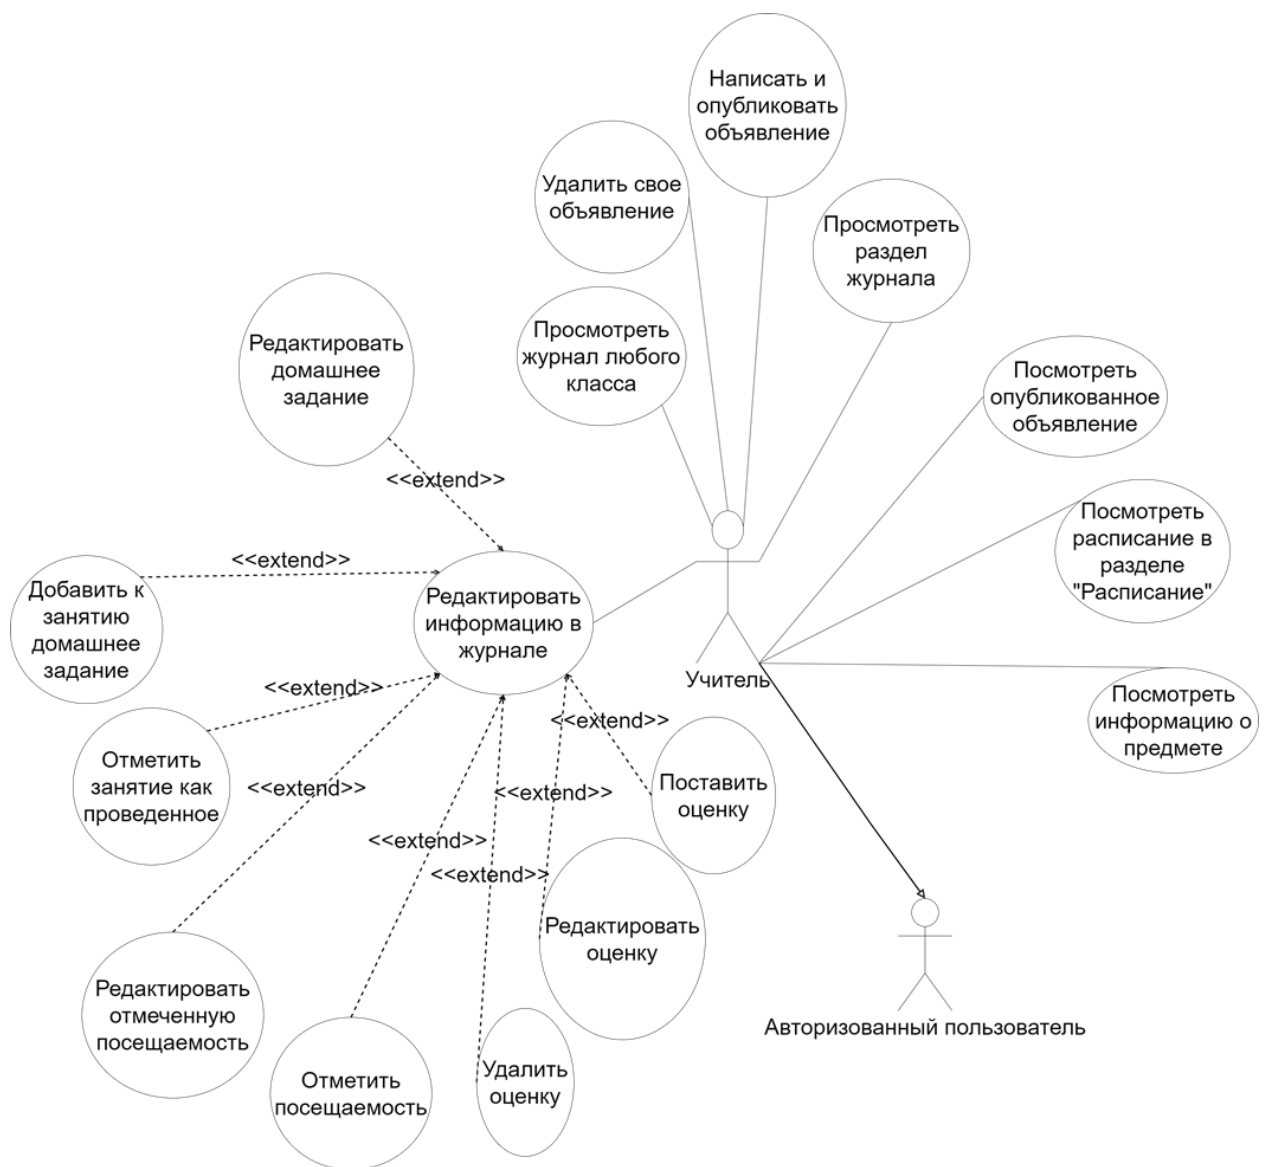 Написать и
опубликовать
объявление
Удалить свое
объявление
Просмотреть
раздел
журнала
Просмотреть
журнал любого
класса
Редактировать
домашнее
задание
Посмотреть
опубликованное
объявление
<<extend>>
Посмотреть
расписание в
разделе
"Расписание"
<<extend>>
Добавить к
занятию
домашнее
задание
Редактировать
информацию в
журнале
Учитель
<<extend>>
Посмотреть
информацию о
предмете
<<extend>>
Отметить
занятие как
проведенное
<<extend>>
<<extend>>
Поставить
оценку
<<extend>>
<<extend>>
Редактировать
оценку
Редактировать
отмеченную
посещаемость
Авторизованный пользователь
Отметить
посещаемость
Удалить
оценку